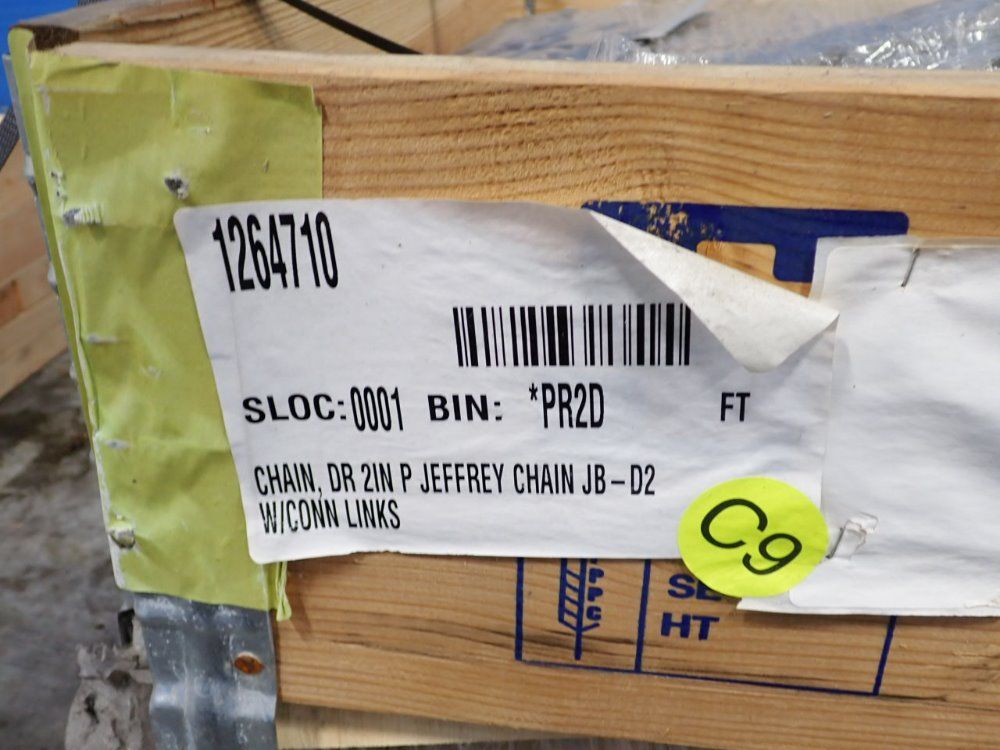 1264710
SLOC: 0001 BIN: *PR2D FT
CHAIN, DR 2IN P JEFFREY CHAIN JB-D2
W/CONN LINKS
C9
HT